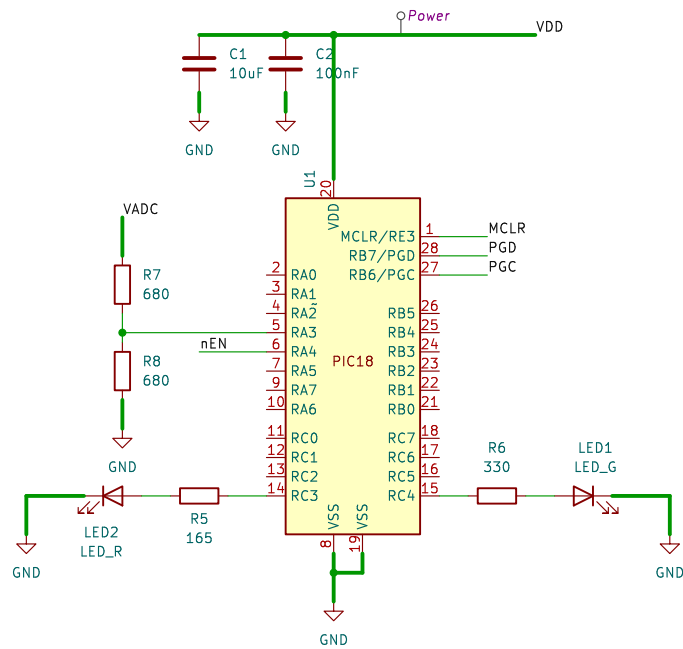 Power
VDD
C1
10uF
C2
100nF
GND
GND
U1
20
VDD
VADC
MCLR/RE3
1
MCLR
RB7/PGD
28
PGD
RB6/PGC
27
PGC
R7
680
2
RA0
3
RA1
4
RA2
5
RA3
nEN
6
RA4
7
RA5
9
RA7
10
RA6
RB5
26
RB4
25
RB3
24
RB2
23
RB1
22
RB0
21
PIC18
R8
680
GND
11
RC0
12
RC1
13
RC2
14
RC3
RC7
18
RC6
17
RC5
16
RC4
15
R6
330
LED1
LED_G
LED2
LED_R
R5
165
VSS
VSS
8
19
GND
GND
GND